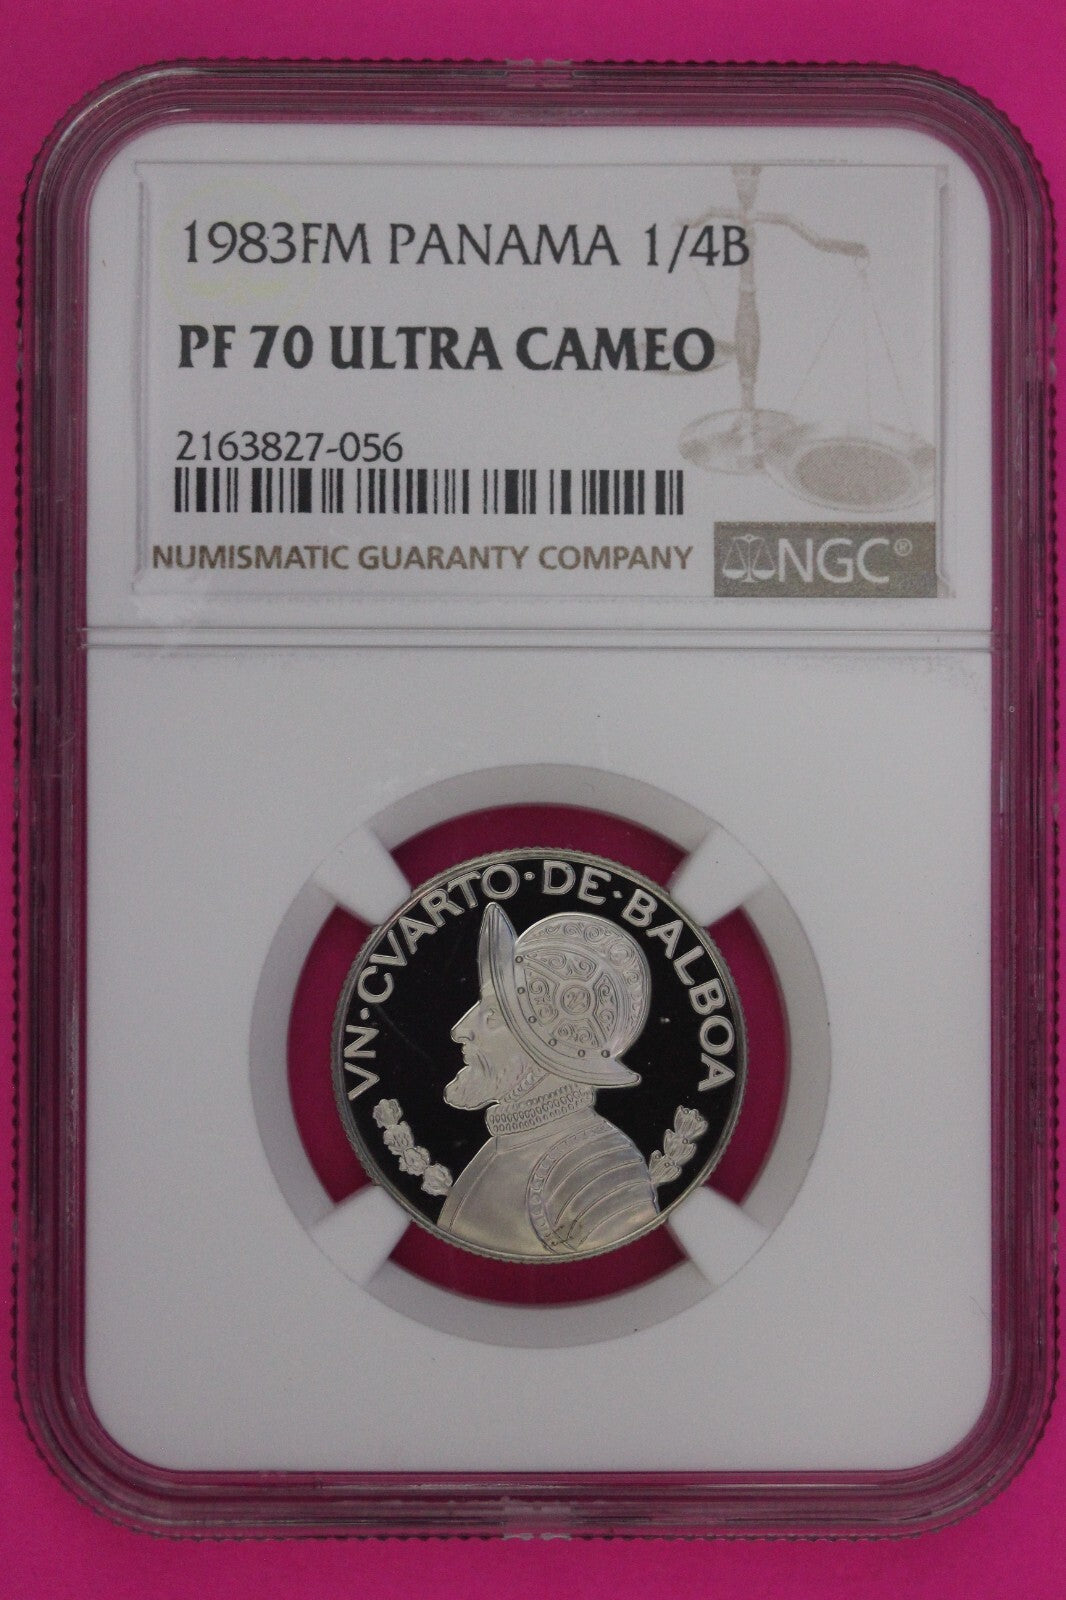 1983FM PANAMA 1/4B
PF 70 ULTRA CAMEO
2163827-056
NUMISMATIC GUARANTY COMPANY
NGC®
VN·CVARTO·DE·BALBOA